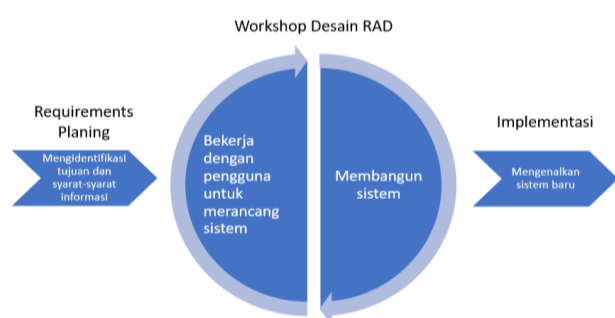 Workshop Desain RAD
Requirements
Planing
Mengidentifikasi
tujuan dan
syarat-syarat
informasi
Bekerja
dengan
pengguna
untuk
merancang
sistem
Membangun
sistem
Implementasi
Mengenalkan
sistem baru